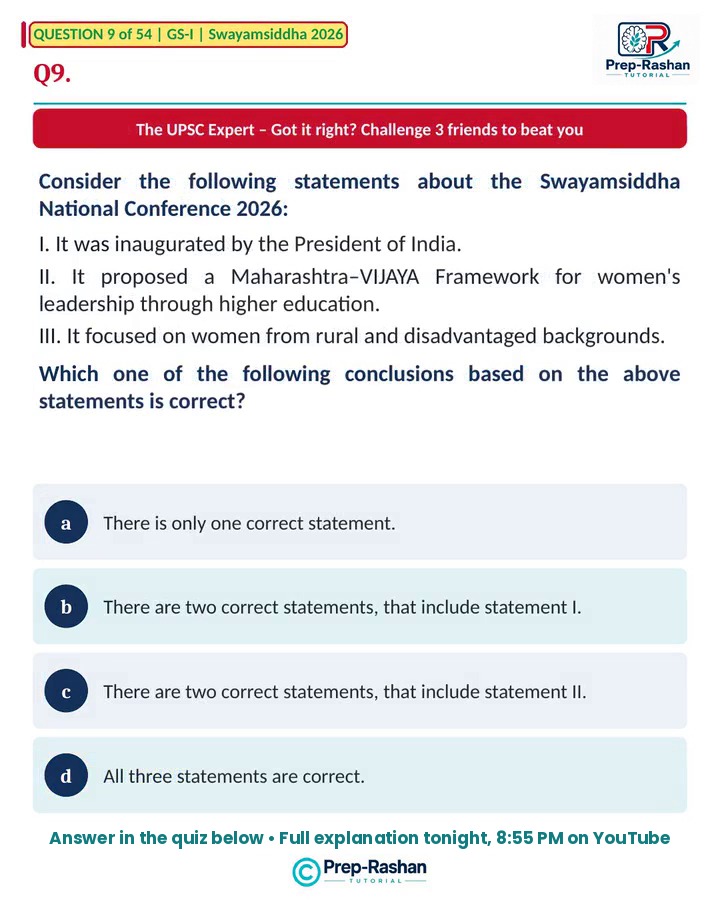 QUESTION 9 of 54 | GS-I | Swayamsiddha 2026
Prep-Rashan
TUTORIAL
Q9.
The UPSC Expert – Got it right? Challenge 3 friends to beat you
Consider the following statements about the Swayamsiddha
National Conference 2026:
I. It was inaugurated by the President of India.
II. It proposed a Maharashtra–VIJAYA Framework for women's
leadership through higher education.
III. It focused on women from rural and disadvantaged backgrounds.
Which one of the following conclusions based on the above
statements is correct?
a There is only one correct statement.
b There are two correct statements, that include statement I.
c There are two correct statements, that include statement II.
d All three statements are correct.
Answer in the quiz below • Full explanation tonight, 8:55 PM on YouTube
© Prep-Rashan
TUTORIAL